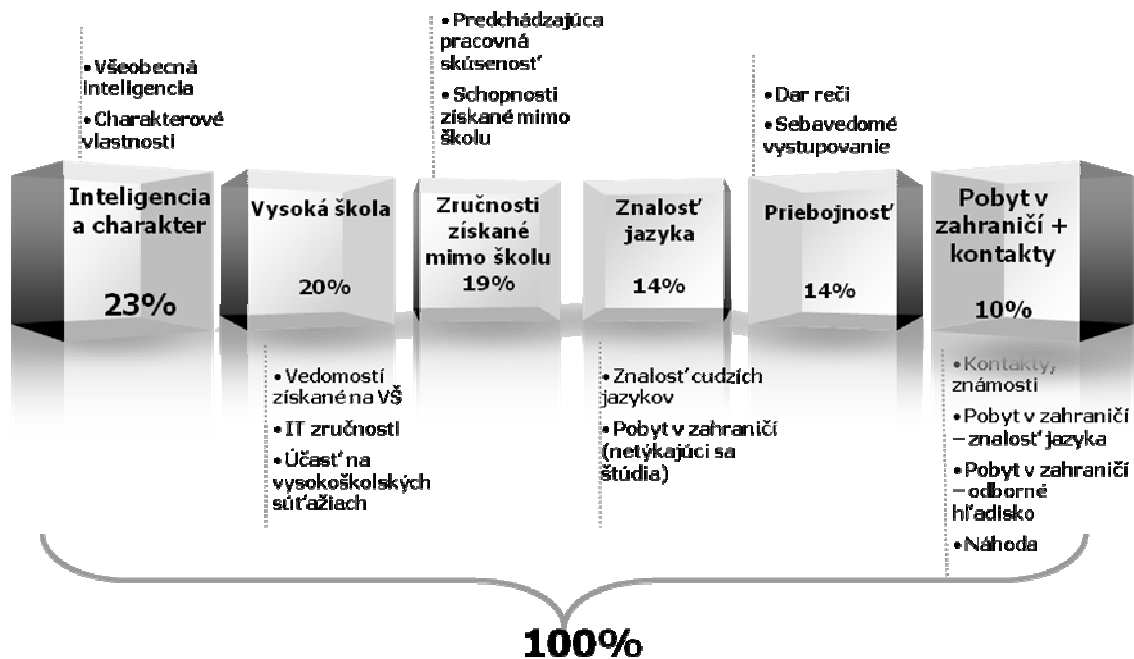 • Všeobecná
inteligencia
• Charakterové
vlastnosti
Inteligencia
a charakter
23%
Vysoká škola
20%
• Vedomostí
získané na VŠ
• IT zručnosti
• Účasť na
vysokoškolských
súťažiach
• Predchádzajúca
pracovná
skúsenosť
• Schopnosti
získané mimo
školu
Zručnosti
získané
mimo školu
19%
Znalosť
jazyka
14%
• Znalosť cudzích
jazykov
• Pobyt v zahraničí
(netýkajúci sa
štúdia)
• Dar reči
• Sebavedomé
vystupovanie
Priebojnosť
14%
Pobyt v
zahraničí +
kontakty
10%
• Kontakty,
známosti
• Pobyt v zahraničí
– znalosť jazyka
• Pobyt v zahraničí
– odborné
hľadisko
• Náhoda
100%